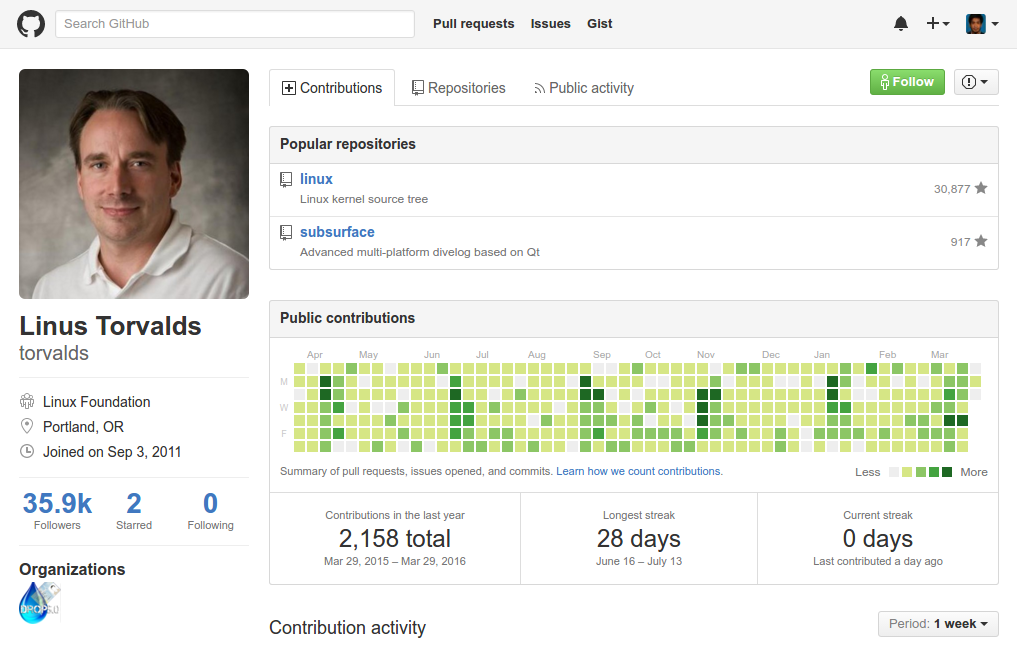 Search GitHub
Pull requests Issues Gist
Contributions Repositories Public activity
Follow
Popular repositories
linux
Linux kernel source tree
30,877
subsurface
Advanced multi-platform divelog based on Qt
917
Linus Torvalds
torvalds
Linux Foundation
Portland, OR
Joined on Sep 3, 2011
35.9k 2 0
Followers Starred Following
Organizations
Public contributions
Apr May Jun Jul Aug Sep Oct Nov Dec Jan Feb Mar
M
W
F
Summary of pull requests, issues opened, and commits. Learn how we count contributions.
Less More
Contributions in the last year
2,158 total
Mar 29, 2015 – Mar 29, 2016
Longest streak
28 days
June 16 – July 13
Current streak
0 days
Last contributed a day ago
Contribution activity
Period: 1 week